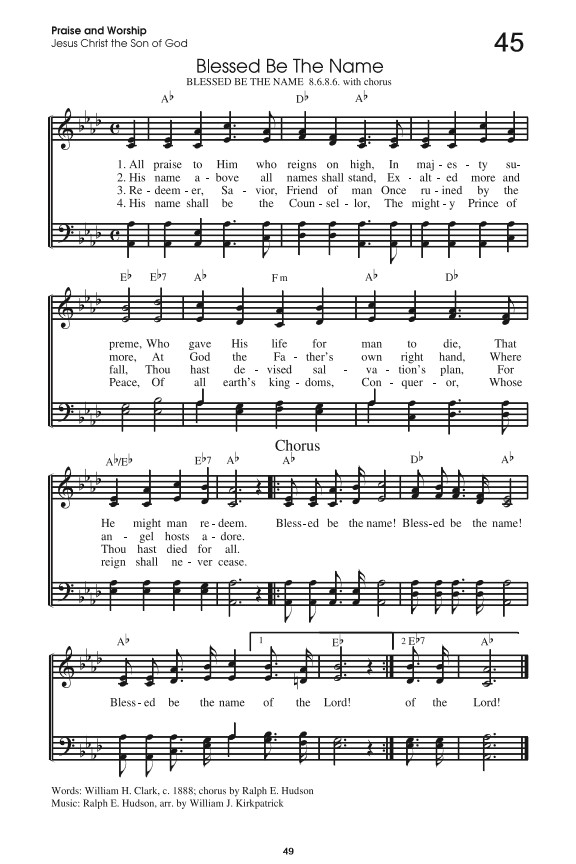 Praise and Worship
Jesus Christ the Son of God
45
Blessed Be The Name
BLESSED BE THE NAME 8.6.8.6. with chorus
A♭ D♭ A♭
1. All praise to Him who reigns on high, In maj - es - ty su-
2. His name a - bove all names shall stand, Ex - alt - ed more and
3. Re - deem - er, Sa - vior, Friend of man Once ru - ined by the
4. His name shall be the Coun - sel - lor, The might - y Prince of
E♭ E♭7 A♭ Fm A♭ D♭
preme, Who gave His life for man to die, That
more, At God the Fa - ther's own right hand, Where
fall, Thou hast de - vised sal - va - tion's plan, For
Peace, Of all earth's king - doms, Con - quer - or, Whose
Chorus
A♭/E♭ E♭7 A♭ A♭ D♭ A♭
He might man re - deem. Bless - ed be the name! Bless - ed be the name!
an - gel hosts a - dore.
Thou hast died for all.
reign shall ne - ver cease.
A♭ 1 E♭ 2 E♭7 A♭
Bless - ed be the name of the Lord! of the Lord!
Words: William H. Clark, c. 1888; chorus by Ralph E. Hudson
Music: Ralph E. Hudson, arr. by William J. Kirkpatrick
49